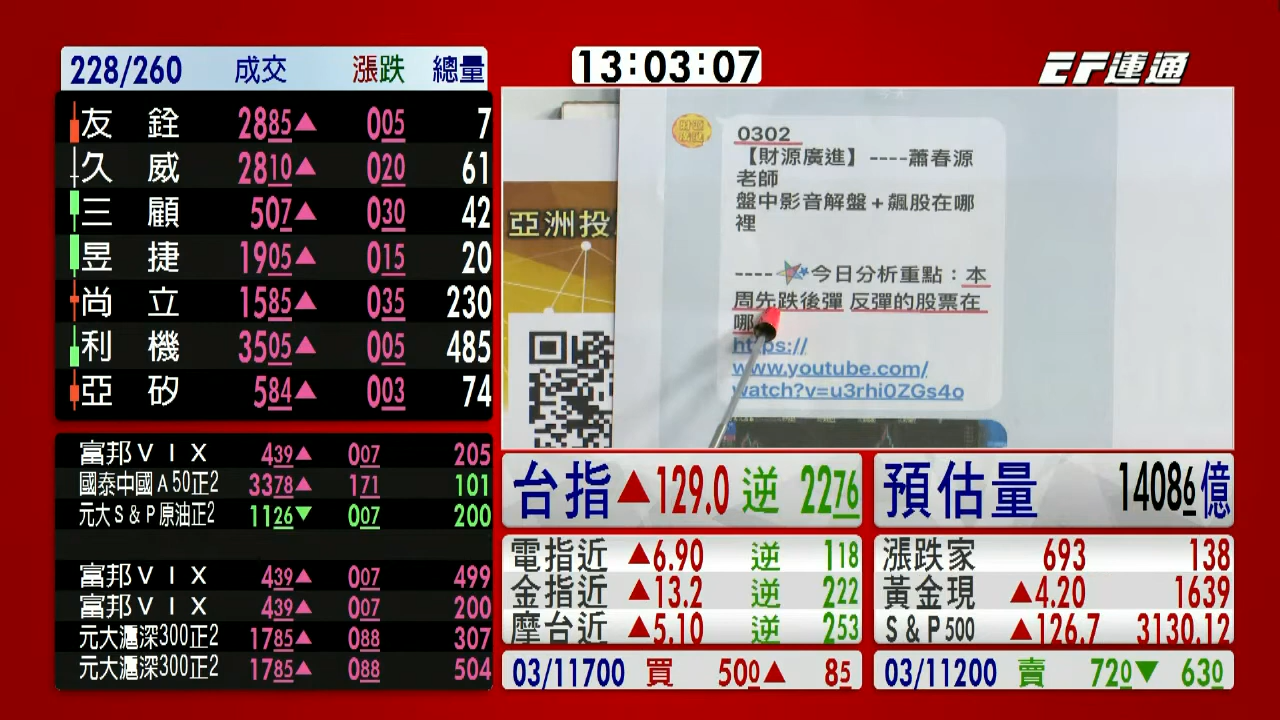 228/260 成交 漲跌 總量
13:03:07
EF運通
友銓 2885▲ 005 7
久威 2810▲ 020 61
三顧 507▲ 030 42
昱捷 1905▲ 015 20
尚立 1585▲ 035 230
利機 3505▲ 005 485
亞矽 584▲ 003 74
富邦VIX 439▲ 007 205
國泰中國A50正2 3378▲ 171 101
元大S&P原油正2 1126▼ 007 200
富邦VIX 439▲ 007 499
富邦VIX 439▲ 007 200
元大滬深300正2 1785▲ 088 307
元大滬深300正2 1785▲ 088 504
亞洲投
0302
【財源廣進】----蕭春源
老師
盤中影音解盤+飆股在哪
裡
----今日分析重點：本
周先跌後彈 反彈的股票在
哪
https://
www.youtube.com/
watch?v=u3rhi0ZGs4o
台指▲129.0 逆 2276
電指近 ▲6.90 逆 118
金指近 ▲13.2 逆 222
摩台近 ▲5.10 逆 253
03/11700 買 500▲ 85
預估量 14086億
漲跌家 693 138
黃金現 ▲4.20 1639
S&P500 ▲126.7 3130.12
03/11200 賣 720▼ 630